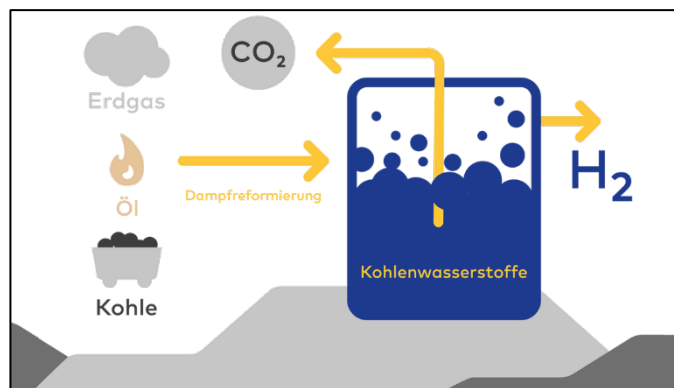 CO₂
Erdgas
Öl
Dampfreformierung
H₂
Kohlenwasserstoffe
Kohle